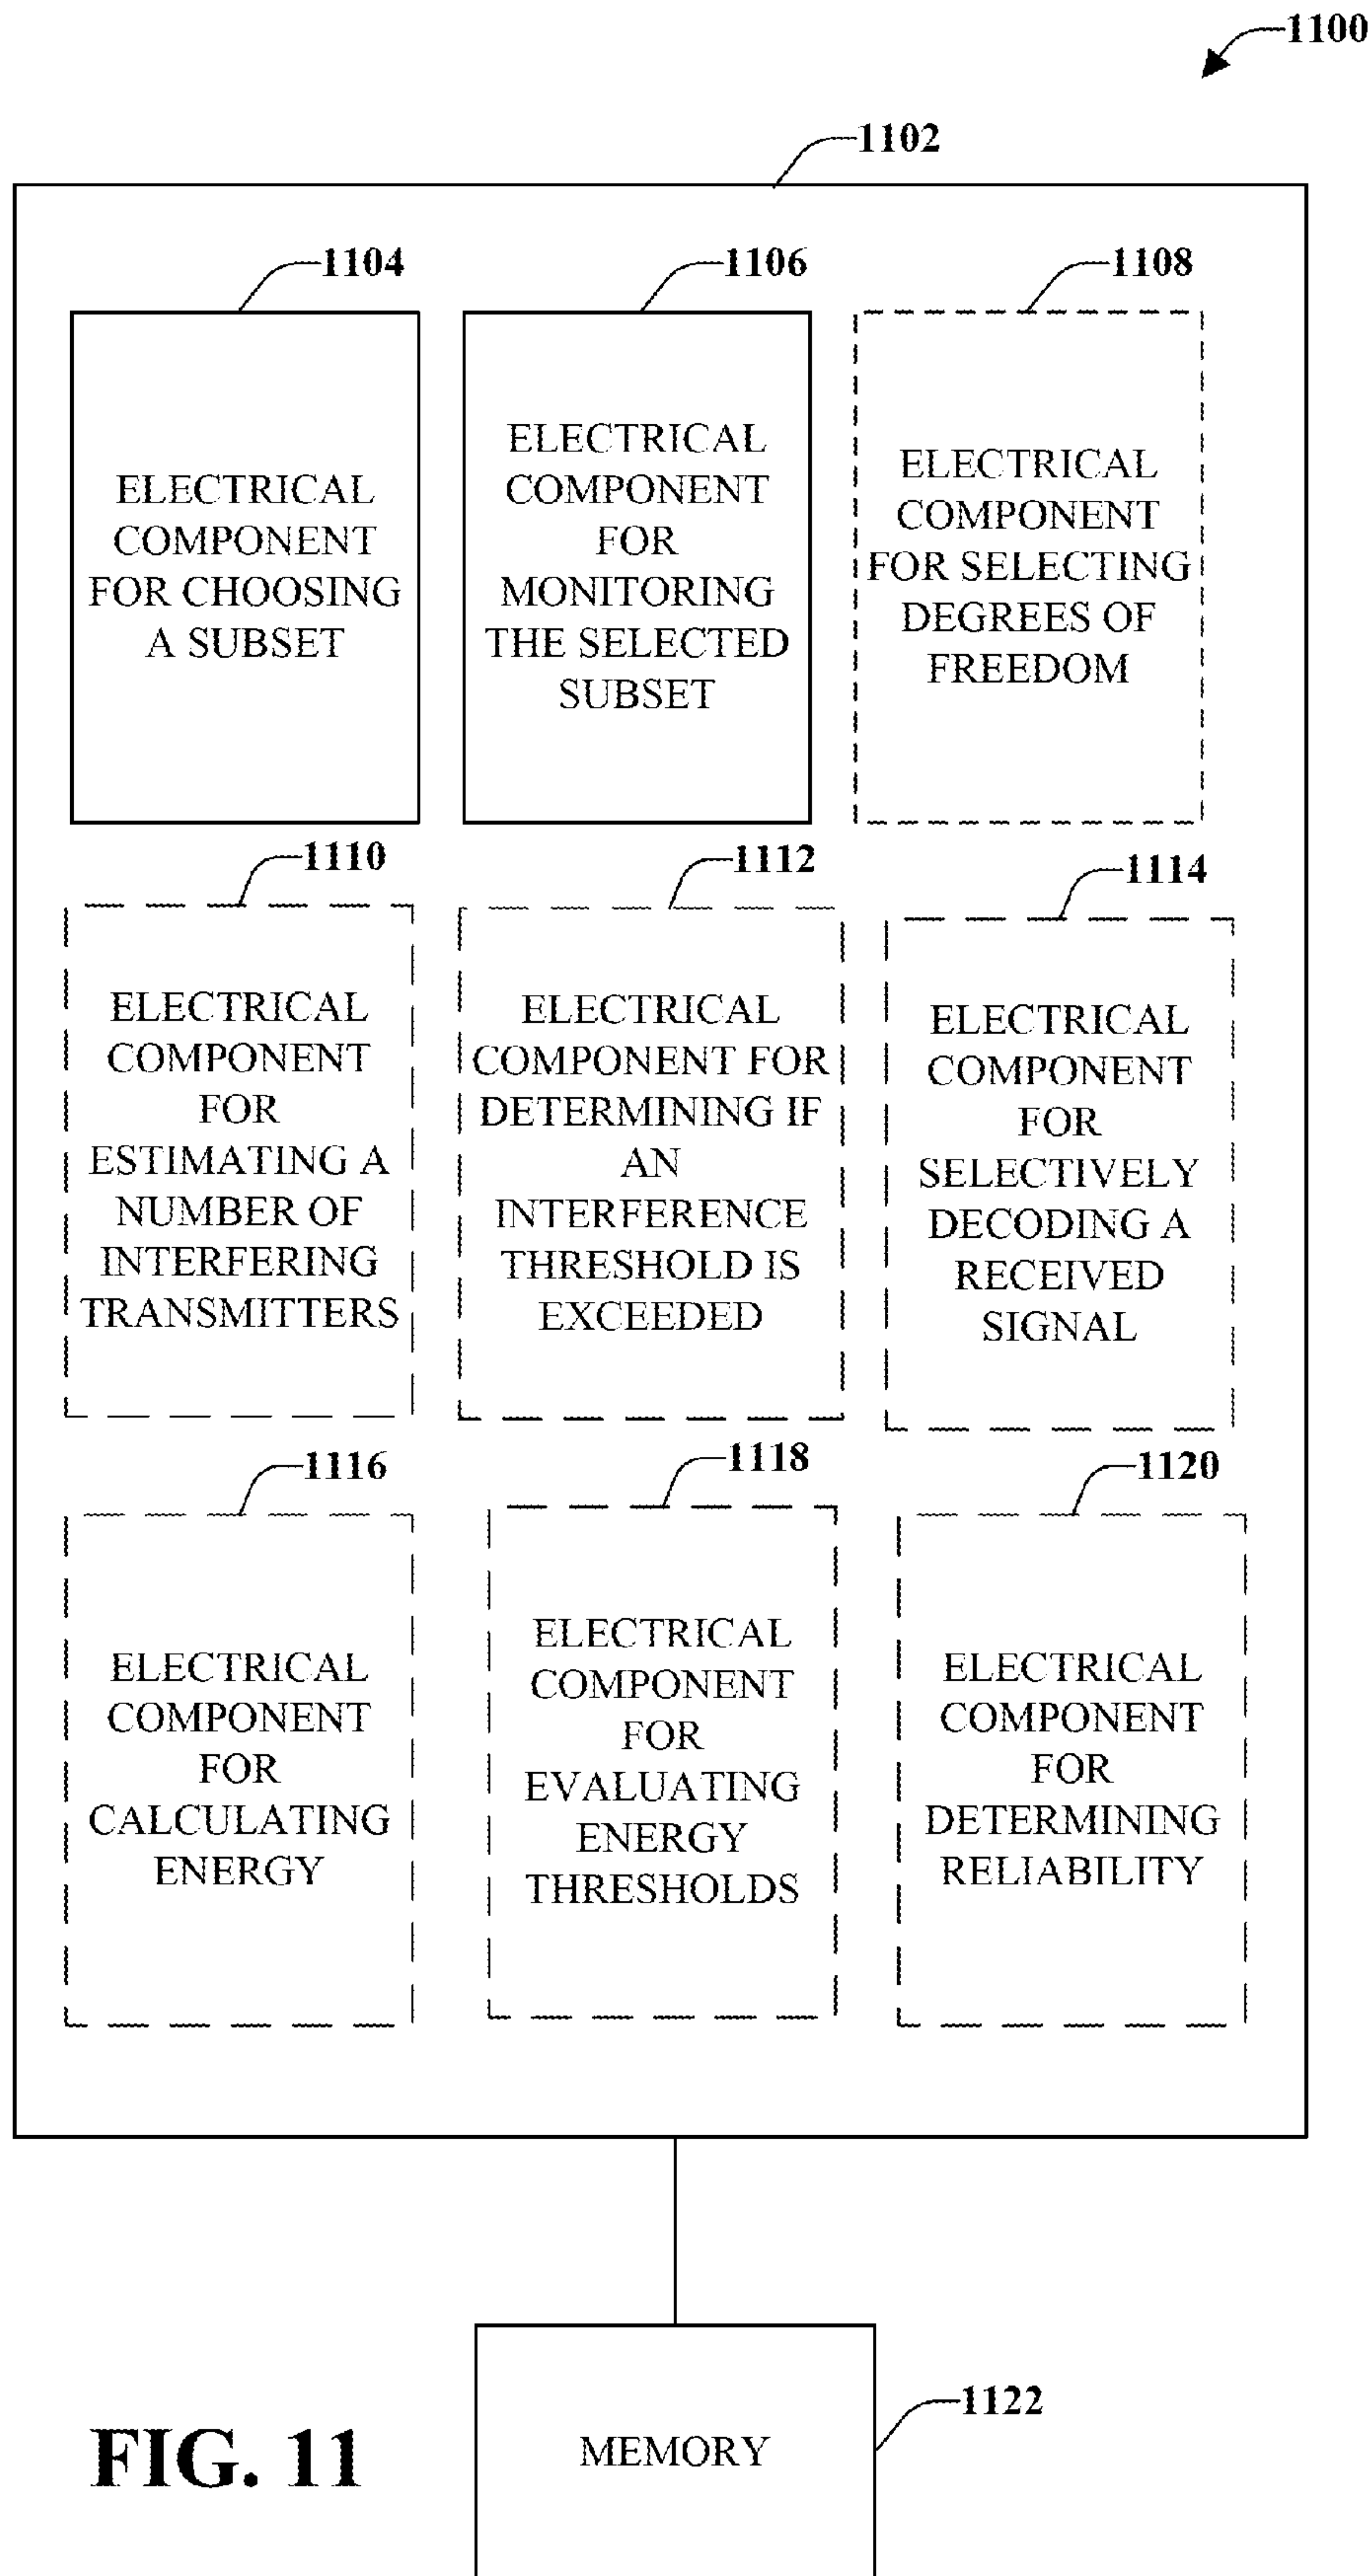 1100
1102
1104
ELECTRICAL
COMPONENT
FOR CHOOSING
A SUBSET
1106
ELECTRICAL
COMPONENT
FOR
MONITORING
THE SELECTED
SUBSET
1108
ELECTRICAL
COMPONENT
FOR SELECTING
DEGREES OF
FREEDOM
1110
ELECTRICAL
COMPONENT
FOR
ESTIMATING A
NUMBER OF
INTERFERING
TRANSMITTERS
1112
ELECTRICAL
COMPONENT FOR
DETERMINING IF
AN
INTERFERENCE
THRESHOLD IS
EXCEEDED
1114
ELECTRICAL
COMPONENT
FOR
SELECTIVELY
DECODING A
RECEIVED
SIGNAL
1116
ELECTRICAL
COMPONENT
FOR
CALCULATING
ENERGY
1118
ELECTRICAL
COMPONENT
FOR
EVALUATING
ENERGY
THRESHOLDS
1120
ELECTRICAL
COMPONENT
FOR
DETERMINING
RELIABILITY
1122
MEMORY
FIG. 11